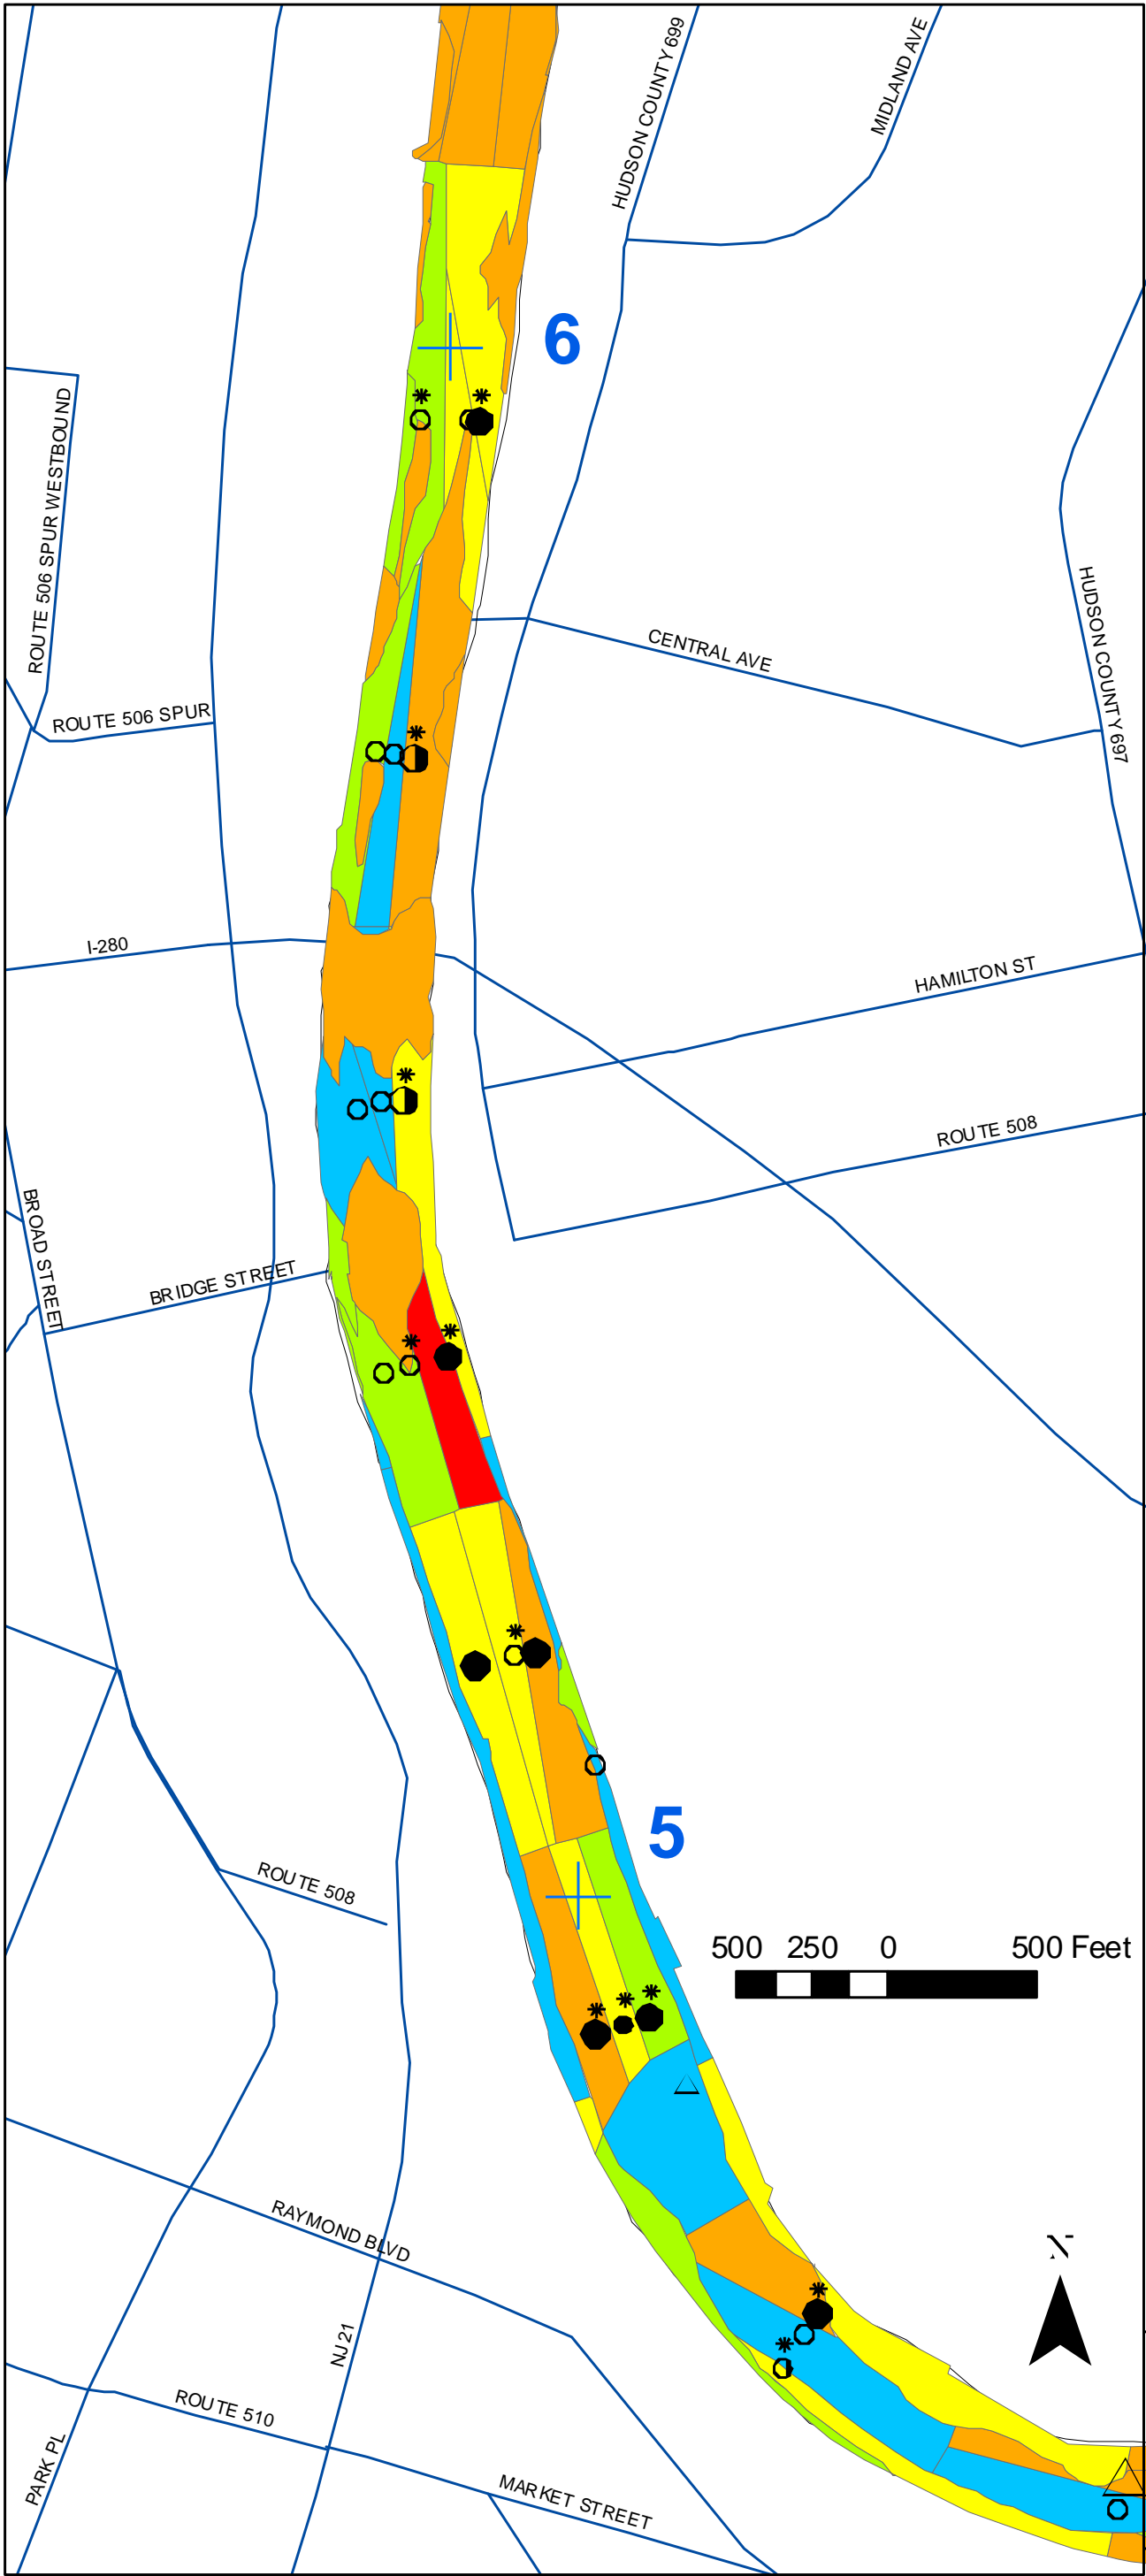 HUDSON COUNTY 699
MIDLAND AVE
6
ROUTE 506 SPUR WESTBOUND
HUDSON COUNTY 697
CENTRAL AVE
ROUTE 506 SPUR
I-280
HAMILTON ST
ROUTE 508
BROAD STREET
BRIDGE STREET
5
ROUTE 508
500 250 0 500 Feet
RAYMOND BLVD
N
NJ 21
ROUTE 510
PARK PL
MARKET STREET